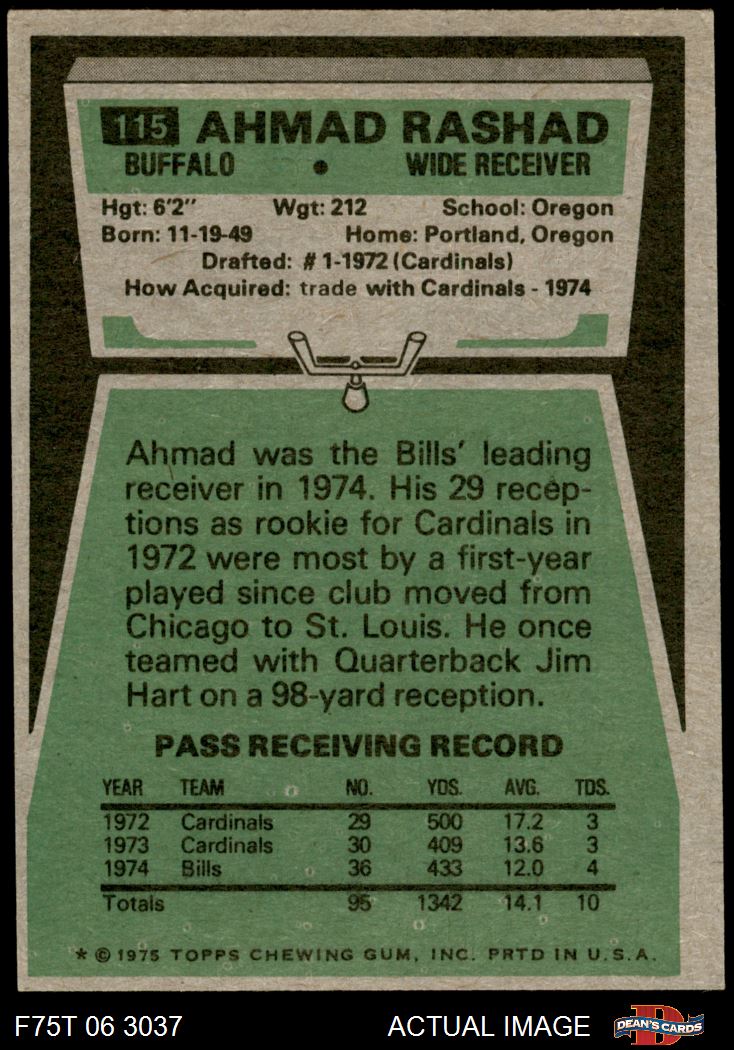 115 AHMAD RASHAD
BUFFALO • WIDE RECEIVER
Hgt: 6'2" Wgt: 212 School: Oregon
Born: 11-19-49 Home: Portland, Oregon
Drafted: #1-1972 (Cardinals)
How Acquired: trade with Cardinals - 1974
Ahmad was the Bills' leading
receiver in 1974. His 29 recep-
tions as rookie for Cardinals in
1972 were most by a first-year
played since club moved from
Chicago to St. Louis. He once
teamed with Quarterback Jim
Hart on a 98-yard reception.
PASS RECEIVING RECORD
YEAR TEAM NO. YDS. AVG. TDS.
1972 Cardinals 29 500 17.2 3
1973 Cardinals 30 409 13.6 3
1974 Bills 36 433 12.0 4
Totals 95 1342 14.1 10
* © 1975 TOPPS CHEWING GUM, INC. PRTD IN U.S.A.
F75T 06 3037 ACTUAL IMAGE DEAN'S CARDS